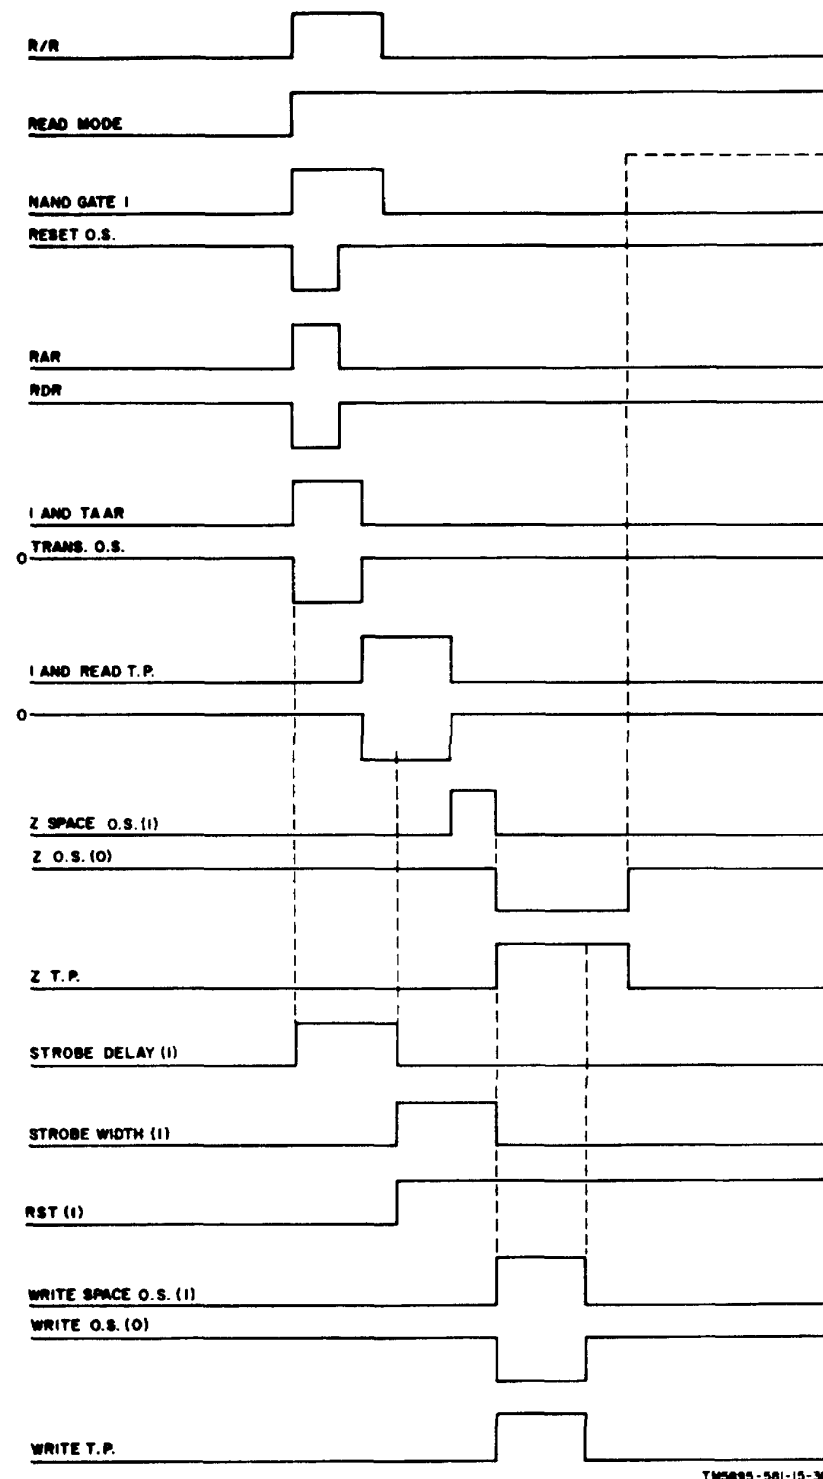 R/R
READ MODE
NAND GATE 1
RESET O.S.
RAR
RDR
1 AND TAAR
TRANS. O.S.
0
1 AND READ T.P.
0
Z SPACE O.S.(1)
Z O.S.(0)
Z T.P.
STROBE DELAY (1)
STROBE WIDTH (1)
RST (1)
WRITE SPACE O.S.(1)
WRITE O.S.(0)
WRITE T.P.